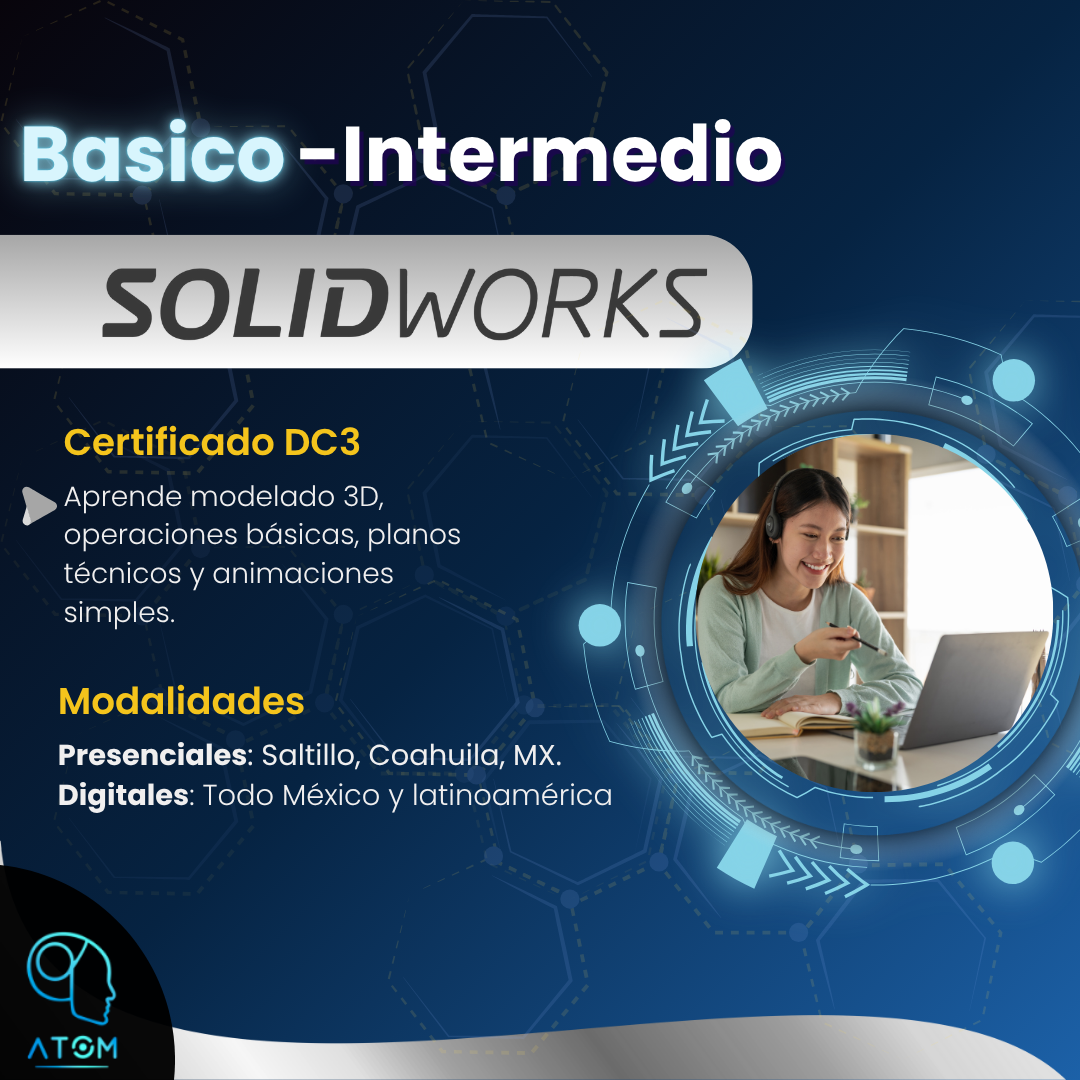 Basico -Intermedio
SOLIDWORKS
Certificado DC3
Aprende modelado 3D,
operaciones básicas, planos
técnicos y animaciones
simples.
Modalidades
Presenciales: Saltillo, Coahuila, MX.
Digitales: Todo México y latinoamérica
ATOM